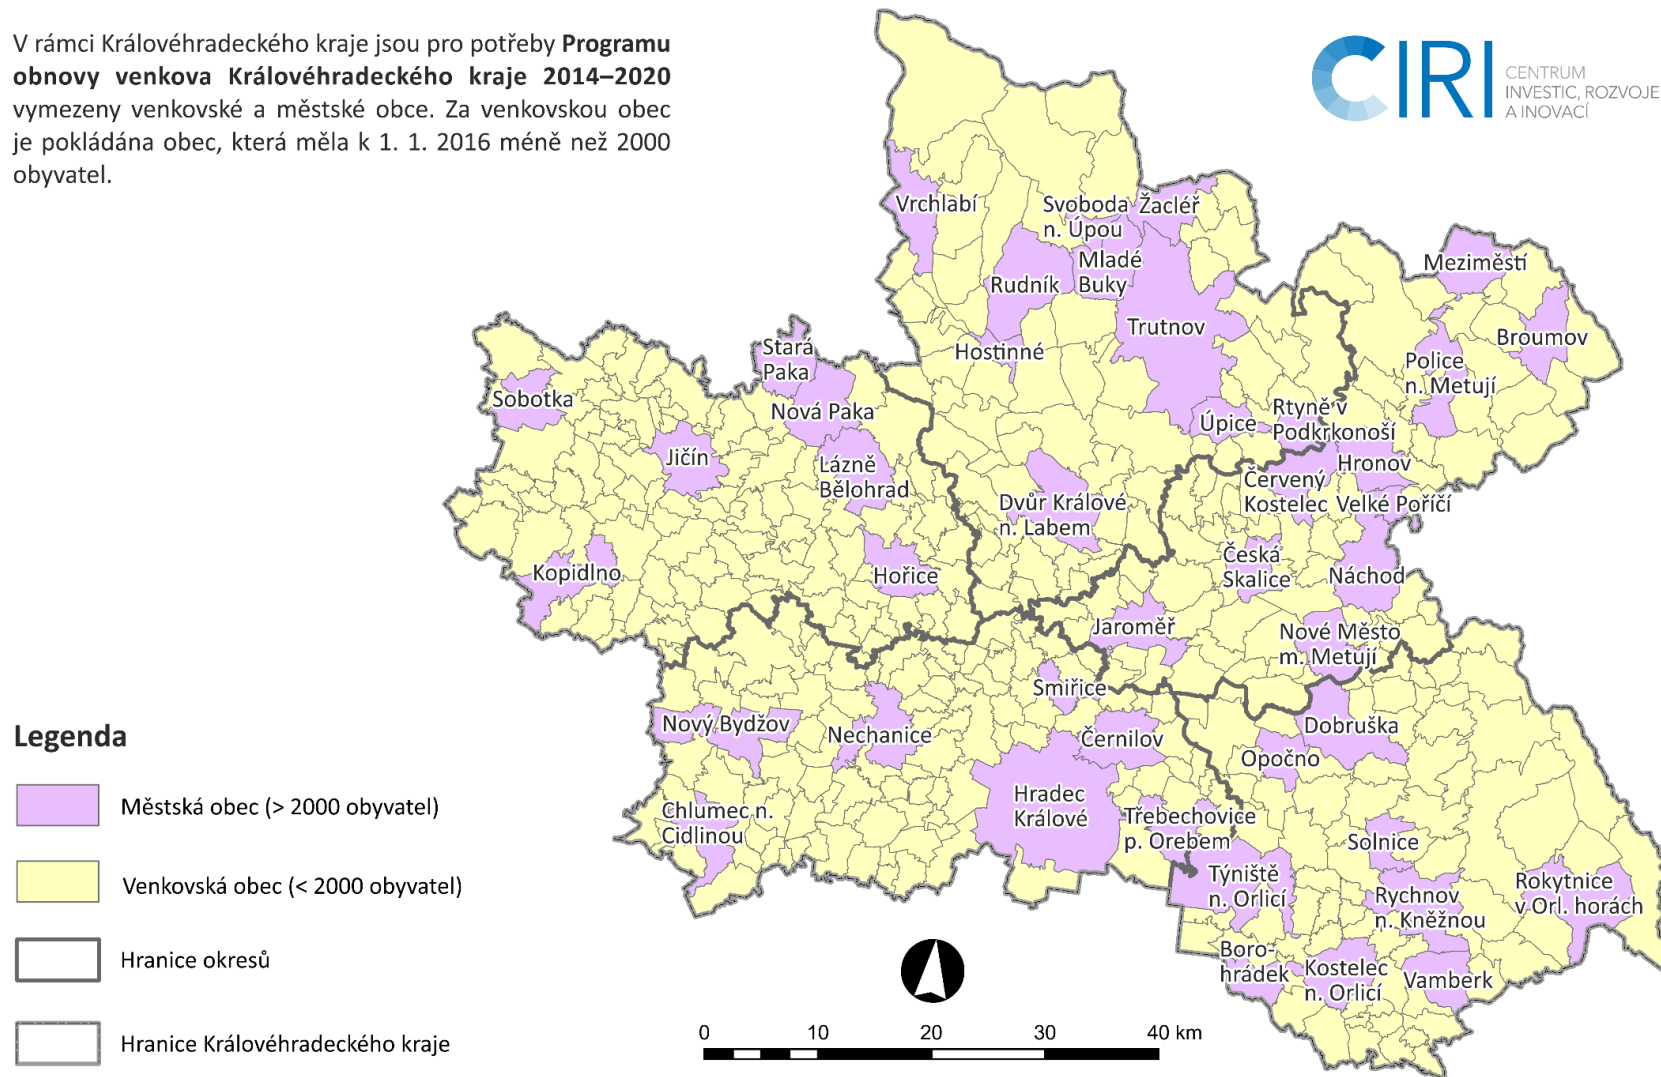 V rámci Královéhradeckého kraje jsou pro potřeby Programu
obnovy venkova Královéhradeckého kraje 2014–2020
vymezeny venkovské a městské obce. Za venkovskou obec
je pokládána obec, která měla k 1. 1. 2016 méně než 2000
obyvatel.
CIRI
CENTRUM
INVESTIC, ROZVOJE
A INOVACÍ
Vrchlabí
Svoboda
n. Úpou
Žacléř
Mladé
Buky
Rudník
Trutnov
Hostinné
Meziměstí
Broumov
Police
n. Metují
Stará
Paka
Sobotka
Nová Paka
Úpice
Rtyně v
Podkrkonoší
Jičín
Lázně
Bělohrad
Hronov
Červený
Kostelec
Velké Poříčí
Dvůr Králové
n. Labem
Kopidlno
Hořice
Česká
Skalice
Náchod
Jaroměř
Nové Město
m. Metují
Smiřice
Nový Bydžov
Nechanice
Černilov
Dobruška
Opočno
Chlumec n.
Cidlinou
Hradec
Králové
Třebechovice
p. Orebem
Solnice
Týniště
n. Orlicí
Rychnov
n. Kněžnou
Rokytnice
v Orl. horách
Boro-
hrádek
Kostelec
n. Orlicí
Vamberk
Legenda
Městská obec (> 2000 obyvatel)
Venkovská obec (< 2000 obyvatel)
Hranice okresů
Hranice Královéhradeckého kraje
0 10 20 30 40 km